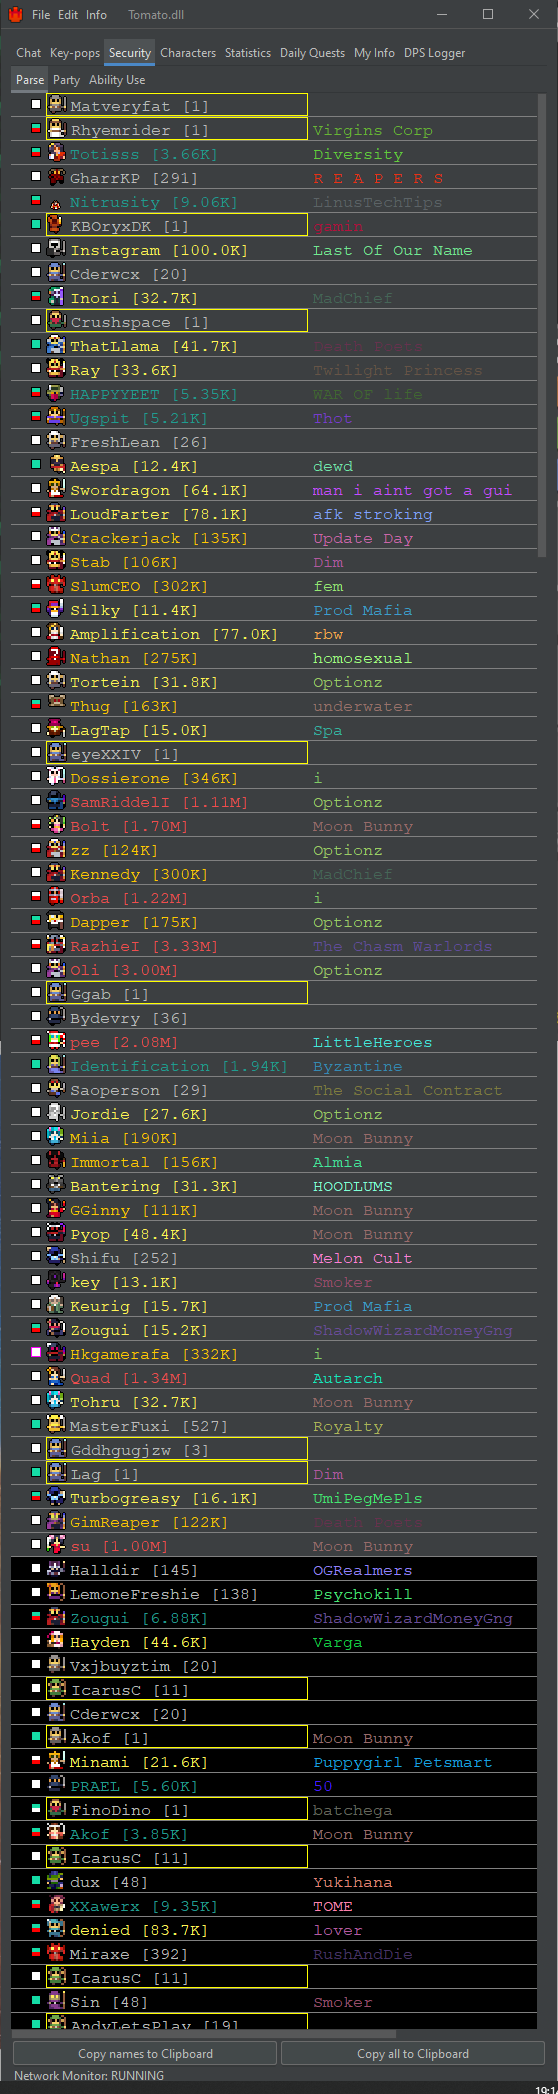 File Edit Info Tomato.dll
Chat Key-pops Security Characters Statistics Daily Quests My Info DPS Logger
Parse Party Ability Use
Matveryfat [1]
Rhyemrider [1] Virgins Corp
Totisss [3.66K] Diversity
GharrKP [291] R E A P E R S
Nitrusity [9.06K] LinusTechTips
KBOryxDK [1] gamin
Instagram [100.0K] Last Of Our Name
Cderwcx [20]
Inori [32.7K] MadChief
Crushspace [1]
ThatLlama [41.7K] Death Poets
Ray [33.6K] Twilight Princess
HAPPYYEET [5.35K] WAR OF life
Ugspit [5.21K] Thot
FreshLean [26]
Aespa [12.4K] dewd
Swordragon [64.1K] man i aint got a gui
LoudFarter [78.1K] afk stroking
Crackerjack [135K] Update Day
Stab [106K] Dim
SlumCEO [302K] fem
Silky [11.4K] Prod Mafia
Amplification [77.0K] rbw
Nathan [275K] homosexual
Tortein [31.8K] Optionz
Thug [163K] underwater
LagTap [15.0K] Spa
eyeXXIV [1]
Dossierone [346K] i
SamRiddelI [1.11M] Optionz
Bolt [1.70M] Moon Bunny
zz [124K] Optionz
Kennedy [300K] MadChief
Orba [1.22M] i
Dapper [175K] Optionz
RazhieI [3.33M] The Chasm Warlords
Oli [3.00M] Optionz
Ggab [1]
Bydevry [36]
pee [2.08M] LittleHeroes
Identification [1.94K] Byzantine
Saoperson [29] The Social Contract
Jordie [27.6K] Optionz
Miia [190K] Moon Bunny
Immortal [156K] Almia
Bantering [31.3K] HOODLUMS
GGinny [111K] Moon Bunny
Pyop [48.4K] Moon Bunny
Shifu [252] Melon Cult
key [13.1K] Smoker
Keurig [15.7K] Prod Mafia
Zougui [15.2K] ShadowWizardMoneyGng
Hkgamerafa [332K] i
Quad [1.34M] Autarch
Tohru [32.7K] Moon Bunny
MasterFuxi [527] Royalty
Gddhgugjzw [3]
Lag [1] Dim
Turbogreasy [16.1K] UmiPegMePls
GimReaper [122K] Death Poets
su [1.00M] Moon Bunny
Halldir [145] OGRealmers
LemoneFreshie [138] Psychokill
Zougui [6.88K] ShadowWizardMoneyGng
Hayden [44.6K] Varga
Vxjbuyztim [20]
IcarusC [11]
Cderwcx [20]
Akof [1] Moon Bunny
Minami [21.6K] Puppygirl Petsmart
PRAEL [5.60K] 50
FinoDino [1] batchega
Akof [3.85K] Moon Bunny
IcarusC [11]
dux [48] Yukihana
XXawerx [9.35K] TOME
denied [83.7K] lover
Miraxe [392] RushAndDie
IcarusC [11]
Sin [48] Smoker
AndyLetsPlay [19]
Copy names to Clipboard Copy all to Clipboard
Network Monitor: RUNNING